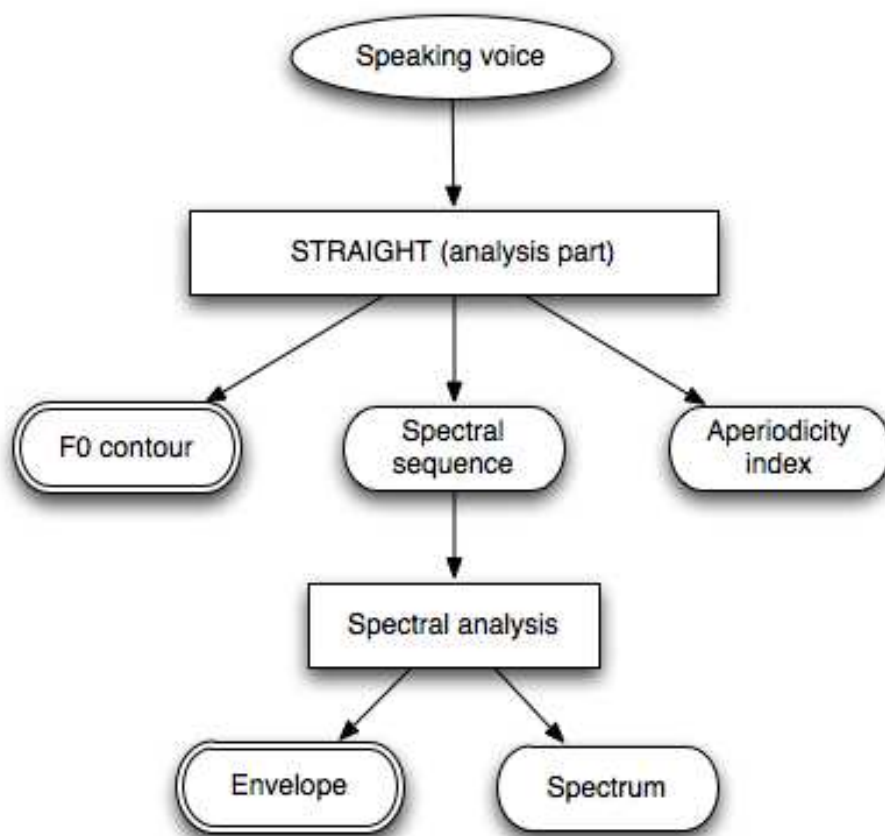 Speaking voice
STRAIGHT (analysis part)
F0 contour
Spectral
sequence
Aperiodicity
index
Spectral analysis
Envelope
Spectrum